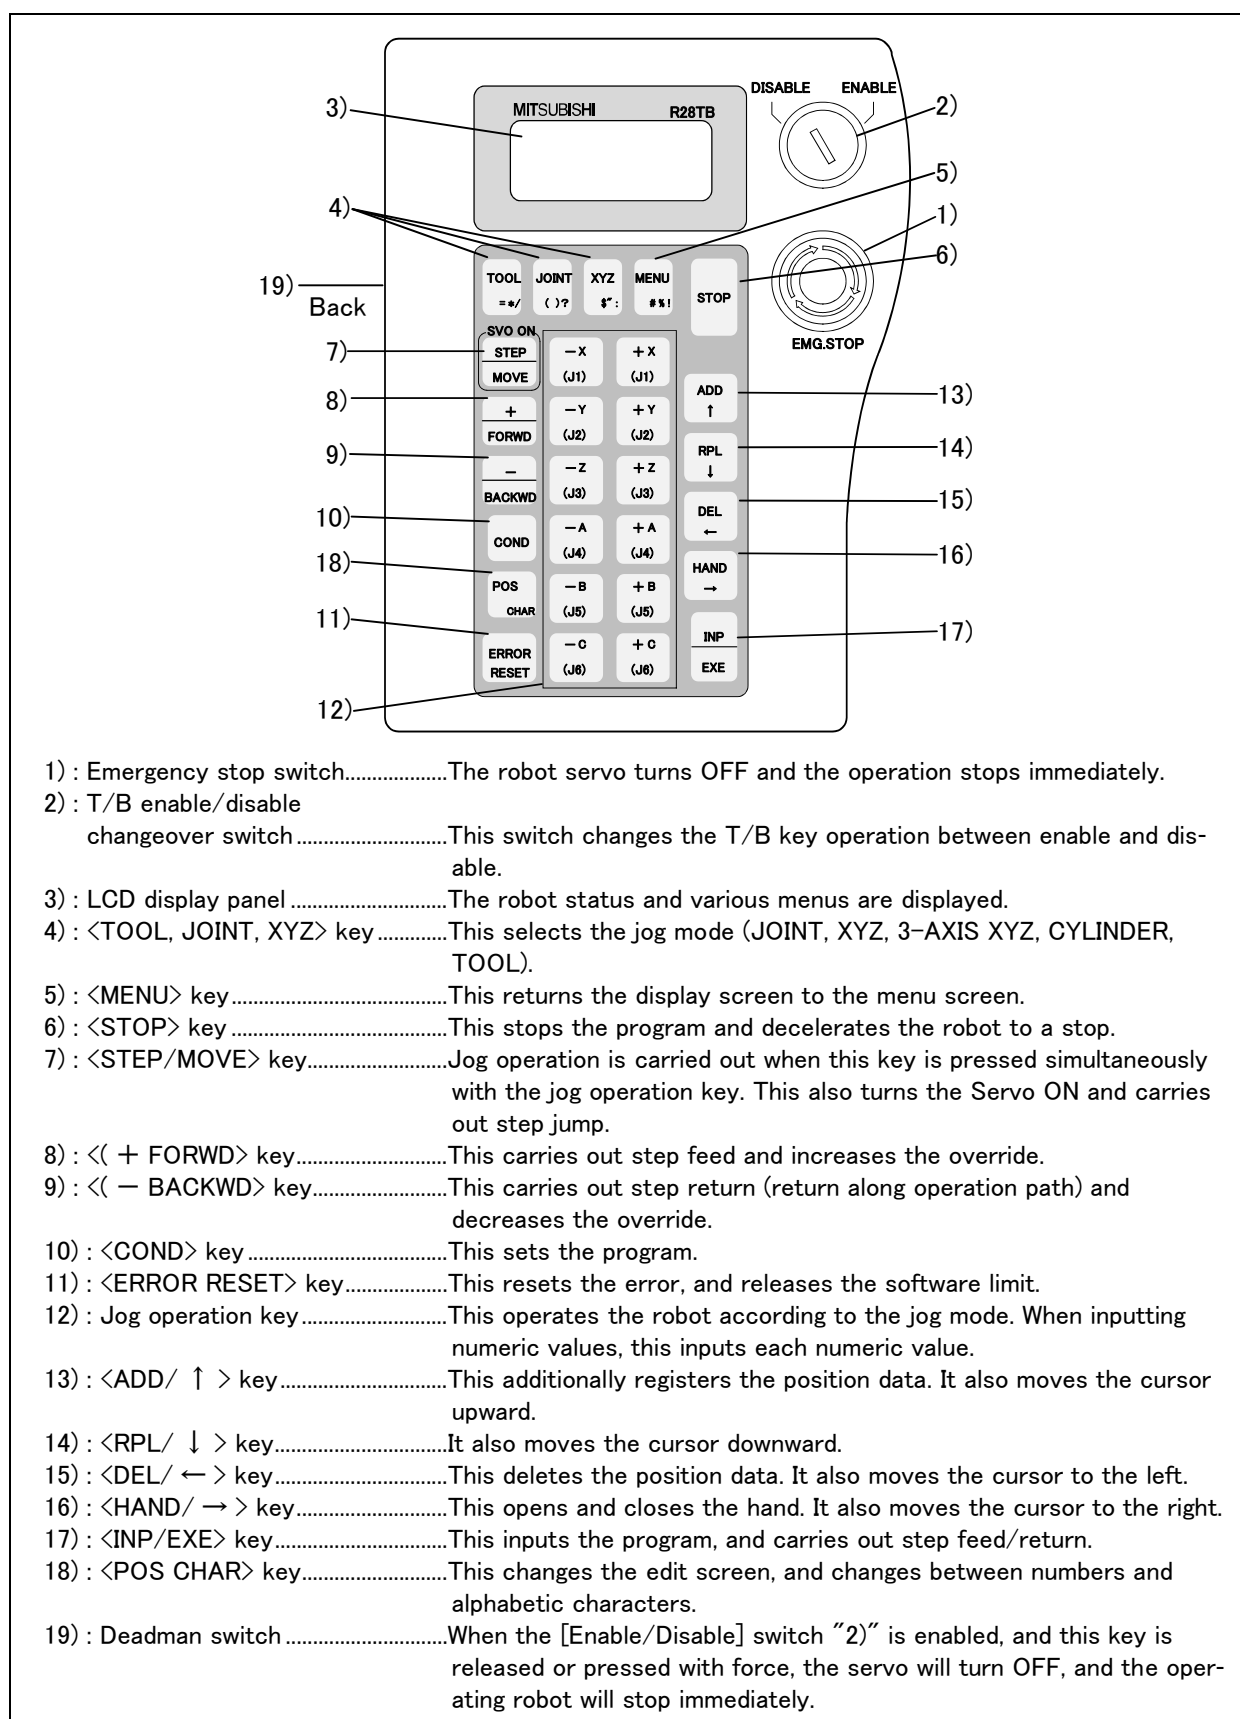 DISABLE ENABLE
3) MITSUBISHI R28TB 2)
5)
4) 1)
6)
19) TOOL JOINT XYZ MENU STOP
Back =*/ ( )? $": #%!
SVO ON EMG.STOP
7) STEP −X +X
MOVE (J1) (J1)
8) + −Y +Y ADD 13)
FORWD (J2) (J2) ↑
9) − −Z +Z RPL 14)
BACKWD (J3) (J3) ↓
10) COND −A +A DEL 15)
(J4) (J4) ←
18) POS −B +B HAND 16)
CHAR (J5) (J5) →
11) ERROR −C +C INP 17)
RESET (J6) (J6) EXE
12)
1) : Emergency stop switch...................The robot servo turns OFF and the operation stops immediately.
2) : T/B enable/disable
changeover switch ............................This switch changes the T/B key operation between enable and dis-
able.
3) : LCD display panel .............................The robot status and various menus are displayed.
4) : <TOOL, JOINT, XYZ> key.............This selects the jog mode (JOINT, XYZ, 3-AXIS XYZ, CYLINDER,
TOOL).
5) : <MENU> key........................................This returns the display screen to the menu screen.
6) : <STOP> key ........................................This stops the program and decelerates the robot to a stop.
7) : <STEP/MOVE> key..........................Jog operation is carried out when this key is pressed simultaneously
with the jog operation key. This also turns the Servo ON and carries
out step jump.
8) : <( + FORWD> key............................This carries out step feed and increases the override.
9) : <( − BACKWD> key.........................This carries out step return (return along operation path) and
decreases the override.
10) : <COND> key .....................................This sets the program.
11) : <ERROR RESET> key...................This resets the error, and releases the software limit.
12) : Jog operation key...........................This operates the robot according to the jog mode. When inputting
numeric values, this inputs each numeric value.
13) : <ADD/ ↑ > key...............................This additionally registers the position data. It also moves the cursor
upward.
14) : <RPL/ ↓ > key................................It also moves the cursor downward.
15) : <DEL/ ← > key................................This deletes the position data. It also moves the cursor to the left.
16) : <HAND/ → > key............................This opens and closes the hand. It also moves the cursor to the right.
17) : <INP/EXE> key................................This inputs the program, and carries out step feed/return.
18) : <POS CHAR> key...........................This changes the edit screen, and changes between numbers and
alphabetic characters.
19) : Deadman switch ..............................When the [Enable/Disable] switch "2)" is enabled, and this key is
released or pressed with force, the servo will turn OFF, and the oper-
ating robot will stop immediately.